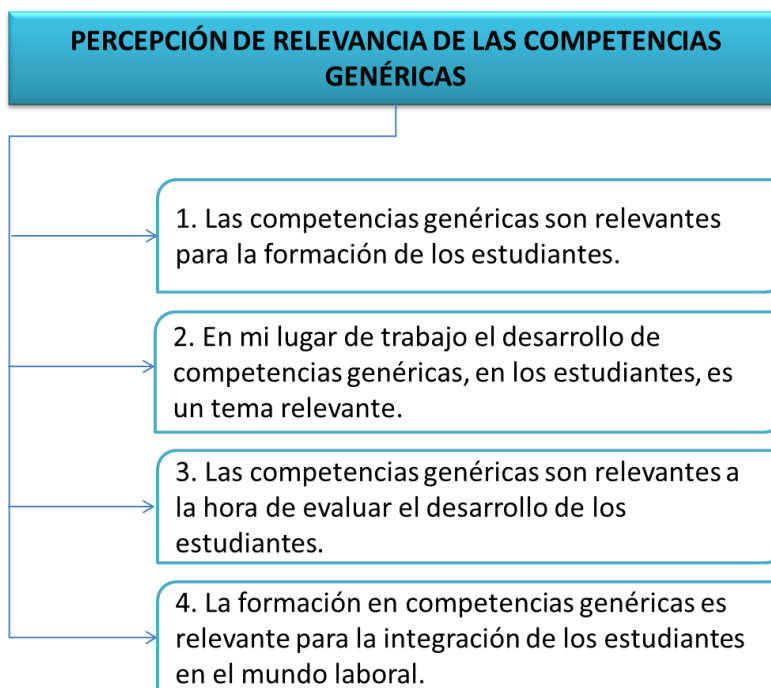 PERCEPCIÓN DE RELEVANCIA DE LAS COMPETENCIAS
GENÉRICAS
1. Las competencias genéricas son relevantes
para la formación de los estudiantes.
2. En mi lugar de trabajo el desarrollo de
competencias genéricas, en los estudiantes, es
un tema relevante.
3. Las competencias genéricas son relevantes a
la hora de evaluar el desarrollo de los
estudiantes.
4. La formación en competencias genéricas es
relevante para la integración de los estudiantes
en el mundo laboral.